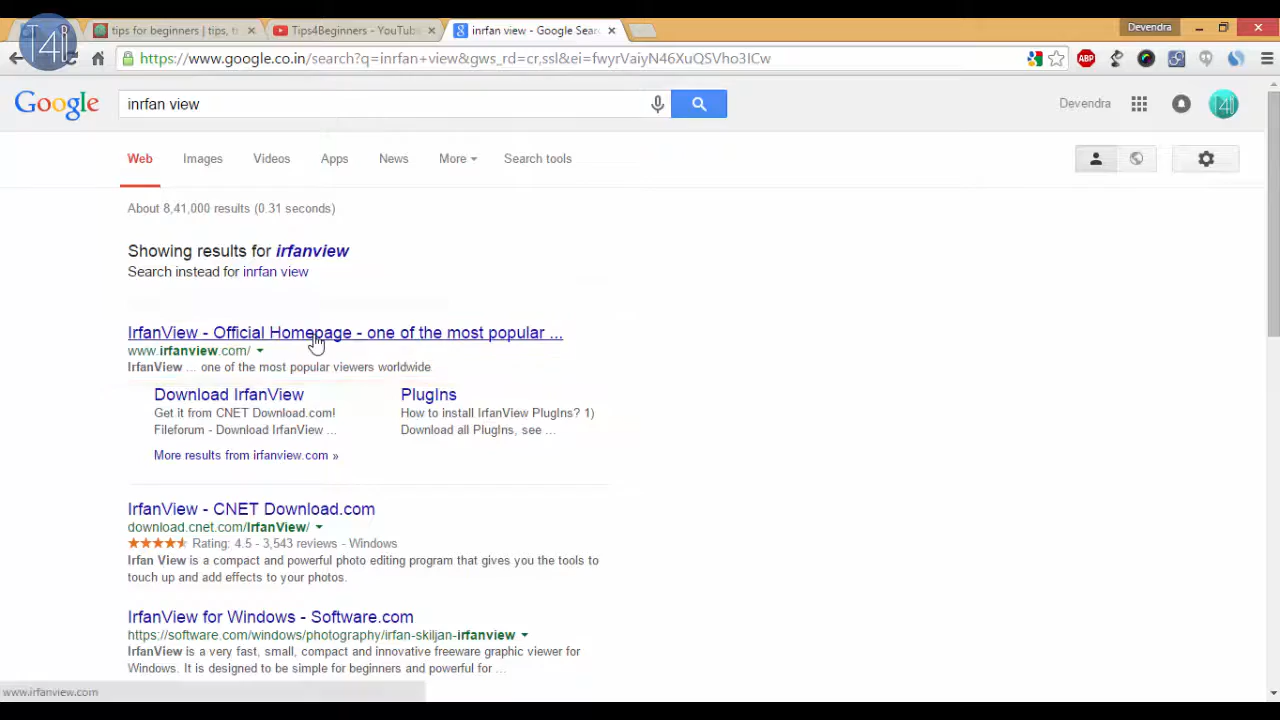 T4i
tips for beginners | tips, t
Tips4Beginners - YouTu
inrfan view - Google Sear
Devendra
https://www.google.co.in/search?q=inrfan+view&gws_rd=cr,ssl&ei=fwyrVaiyN46XuQSVho3ICw
ABP
Google
inrfan view
Devendra
T4i
Web
Images
Videos
Apps
News
More
Search tools
About 8,41,000 results (0.31 seconds)
Showing results for irfanview
Search instead for inrfan view
IrfanView - Official Homepage - one of the most popular ...
www.irfanview.com/
IrfanView ... one of the most popular viewers worldwide
Download IrfanView
Get it from CNET Download.com!
Fileforum - Download IrfanView ...
PlugIns
How to install IrfanView PlugIns? 1)
Download all PlugIns, see ...
More results from irfanview.com »
IrfanView - CNET Download.com
download.cnet.com/IrfanView/
Rating: 4.5 - 3,543 reviews - Windows
Irfan View is a compact and powerful photo editing program that gives you the tools to
touch up and add effects to your photos.
IrfanView for Windows - Software.com
https://software.com/windows/photography/irfan-skiljan-irfanview
IrfanView is a very fast, small, compact and innovative freeware graphic viewer for
Windows. It is designed to be simple for beginners and powerful for ...
www.irfanview.com